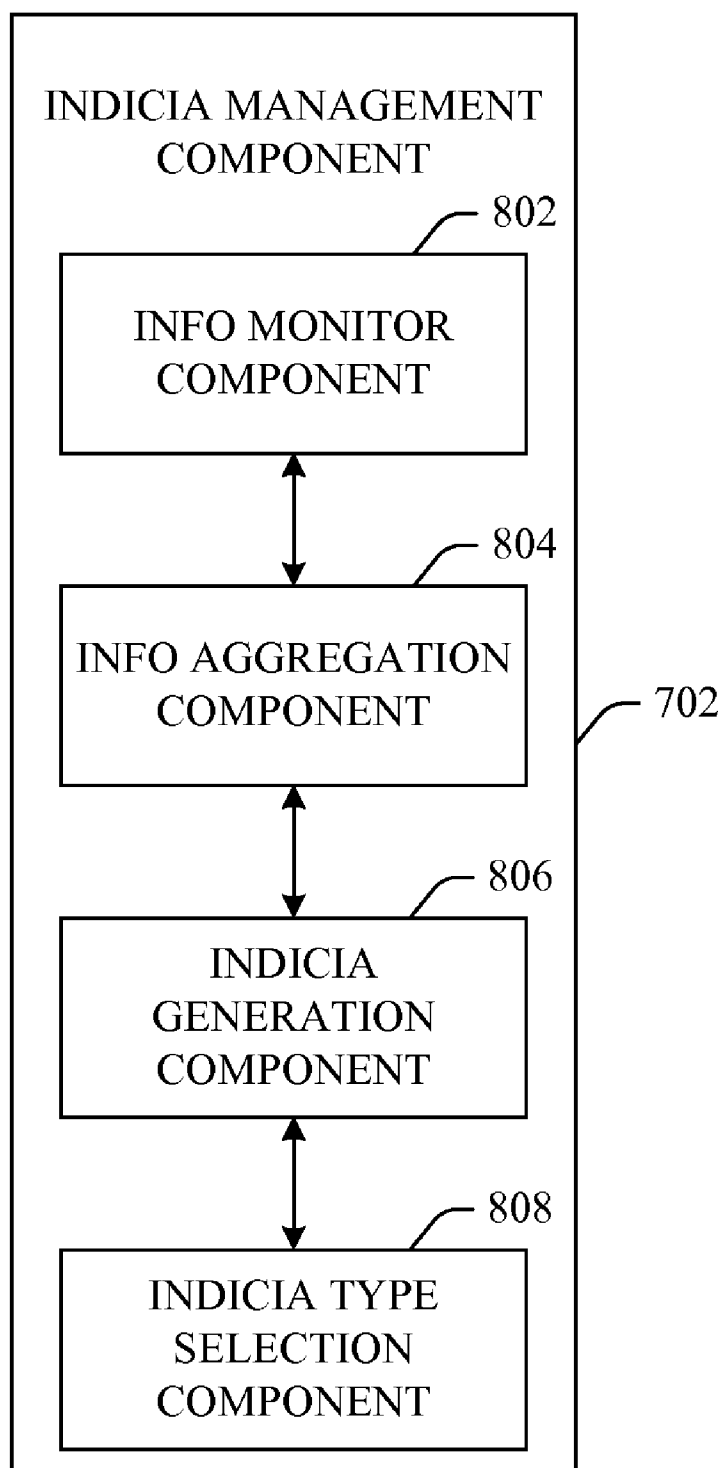 INDICIA MANAGEMENT
COMPONENT
802
INFO MONITOR
COMPONENT
804
INFO AGGREGATION
COMPONENT
702
806
INDICIA
GENERATION
COMPONENT
808
INDICIA TYPE
SELECTION
COMPONENT